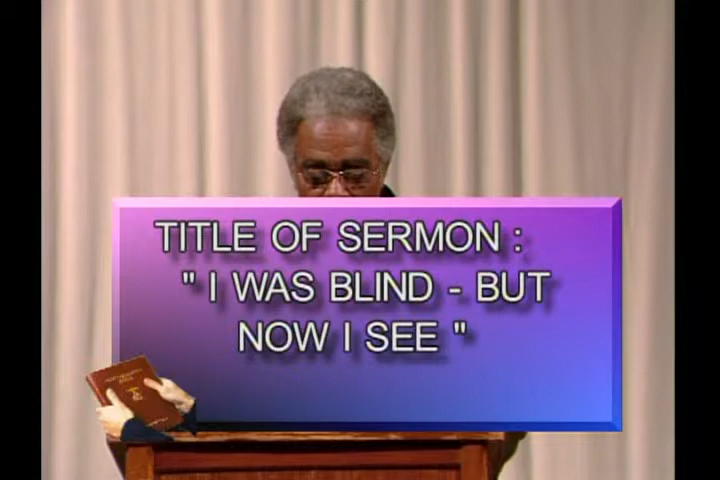 TITLE OF SERMON :
" I WAS BLIND - BUT
NOW I SEE "